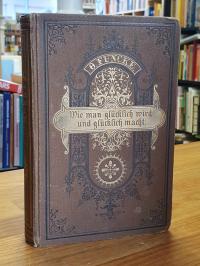 O. FUNCKE
Wie man glücklich wird
und glücklich macht.